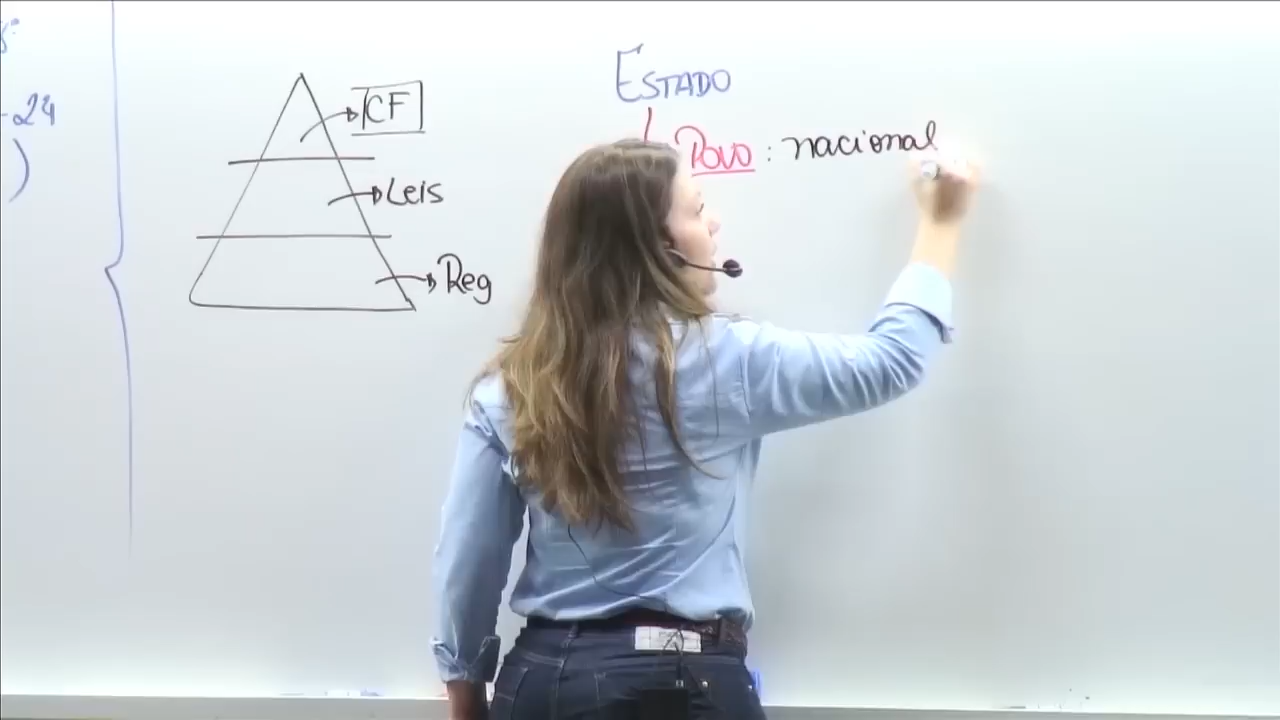 -24
)
CF
Leis
Reg
ESTADO
Povo : nacional